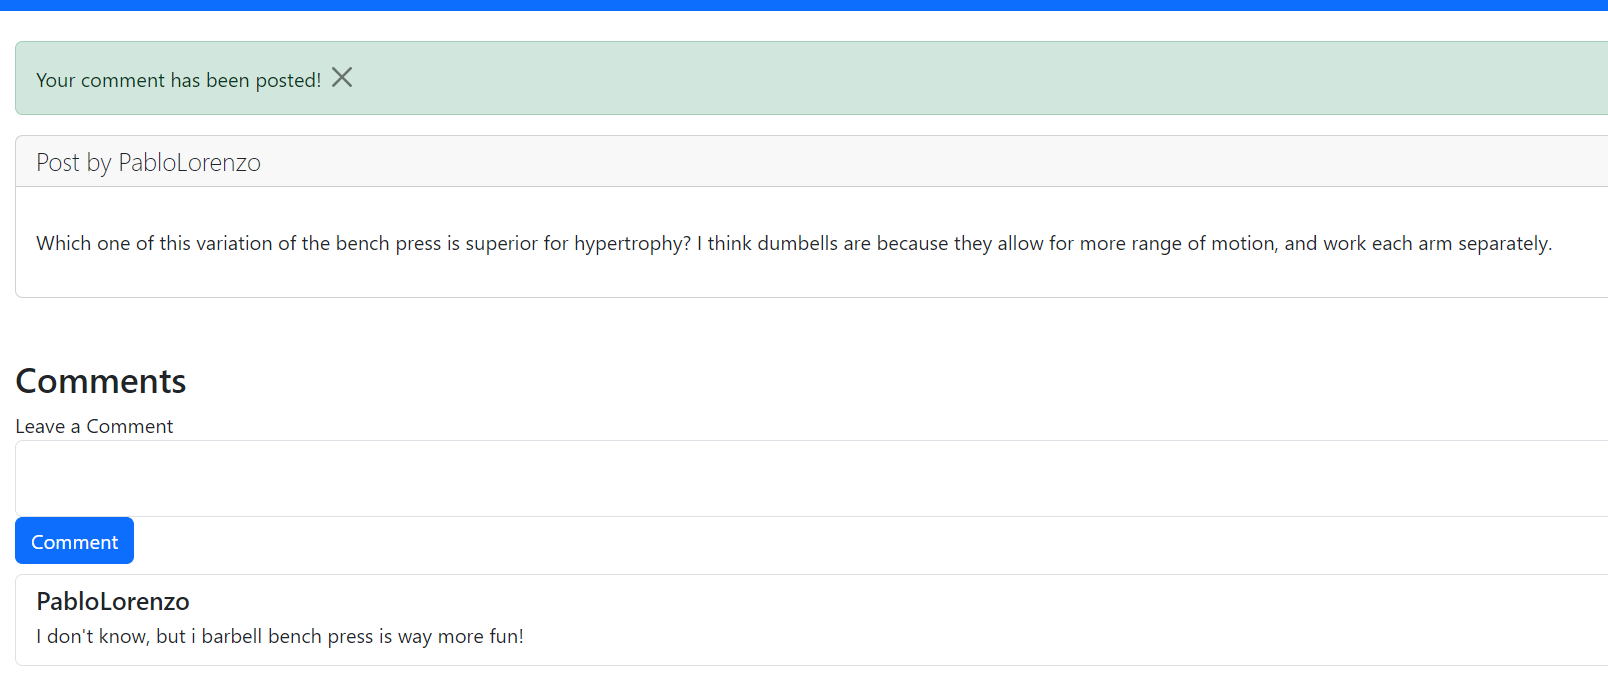 Your comment has been posted!
Post by PabloLorenzo
Which one of this variation of the bench press is superior for hypertrophy? I think dumbells are because they allow for more range of motion, and work each arm separately.
Comments
Leave a Comment
Comment
PabloLorenzo
I don't know, but i barbell bench press is way more fun!